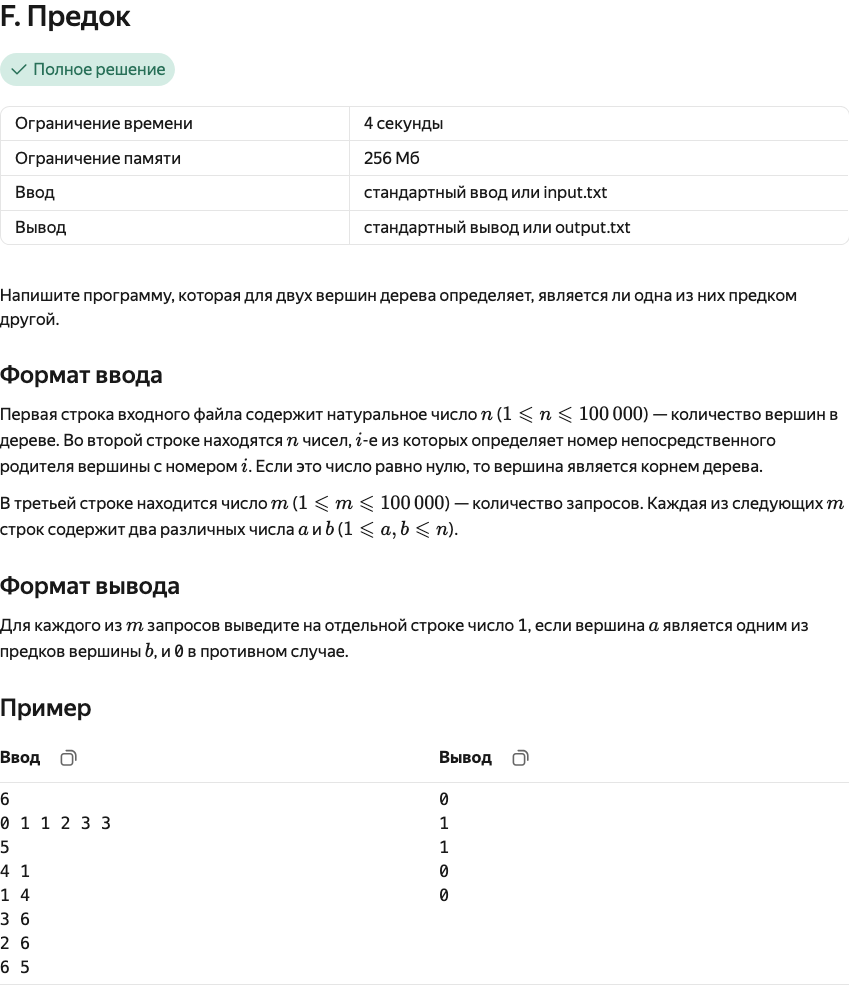 F. Предок
Полное решение
Ограничение времени 4 секунды
Ограничение памяти 256 Мб
Ввод стандартный ввод или input.txt
Вывод стандартный вывод или output.txt
Напишите программу, которая для двух вершин дерева определяет, является ли одна из них предком
другой.
Формат ввода
Первая строка входного файла содержит натуральное число n (1 ⩽ n ⩽ 100 000) — количество вершин в
дереве. Во второй строке находятся n чисел, i-е из которых определяет номер непосредственного
родителя вершины с номером i. Если это число равно нулю, то вершина является корнем дерева.
В третьей строке находится число m (1 ⩽ m ⩽ 100 000) — количество запросов. Каждая из следующих m
строк содержит два различных числа a и b (1 ⩽ a, b ⩽ n).
Формат вывода
Для каждого из m запросов выведите на отдельной строке число 1, если вершина a является одним из
предков вершины b, и 0 в противном случае.
Пример
Ввод Вывод
6 0
0 1 1 2 3 3 1
5 1
4 1 0
1 4 0
3 6
2 6
6 5